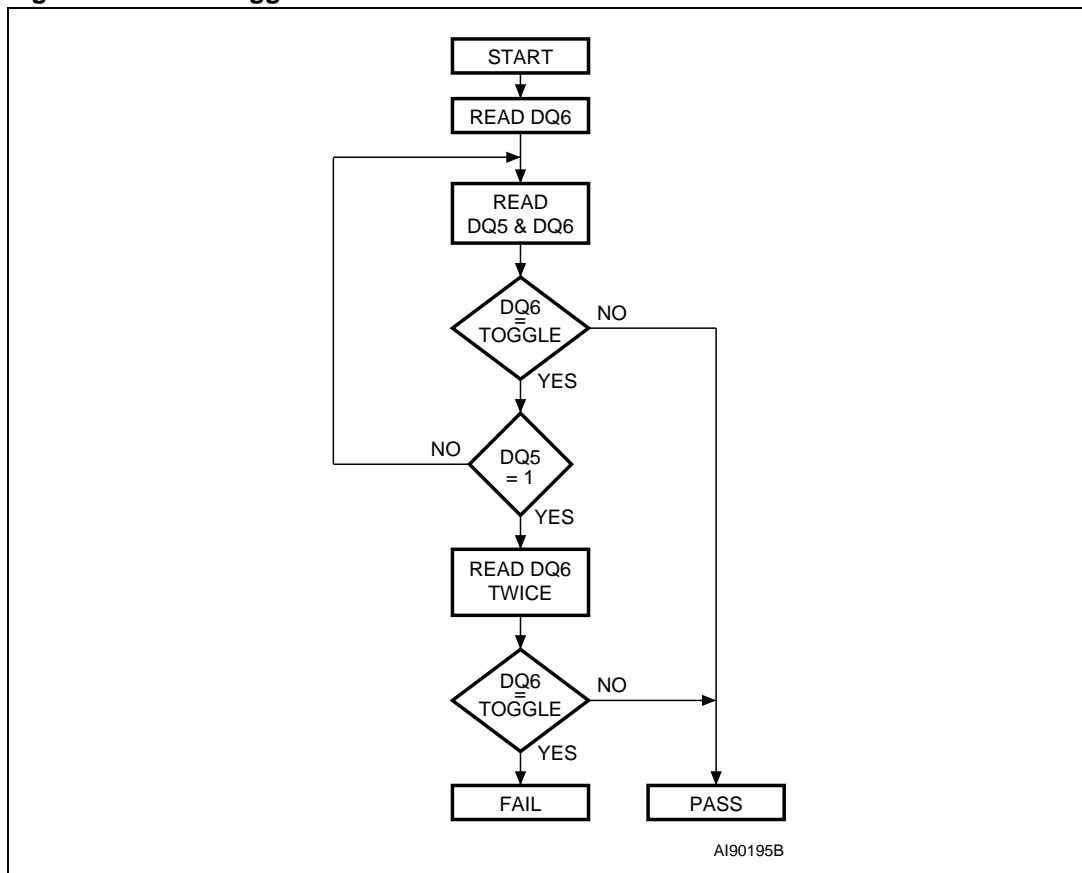 START
READ DQ6
READ
DQ5 & DQ6
DQ6
=
TOGGLE
NO
YES
NO
DQ5
= 1
YES
READ DQ6
TWICE
DQ6
=
TOGGLE
NO
YES
FAIL
PASS
AI90195B